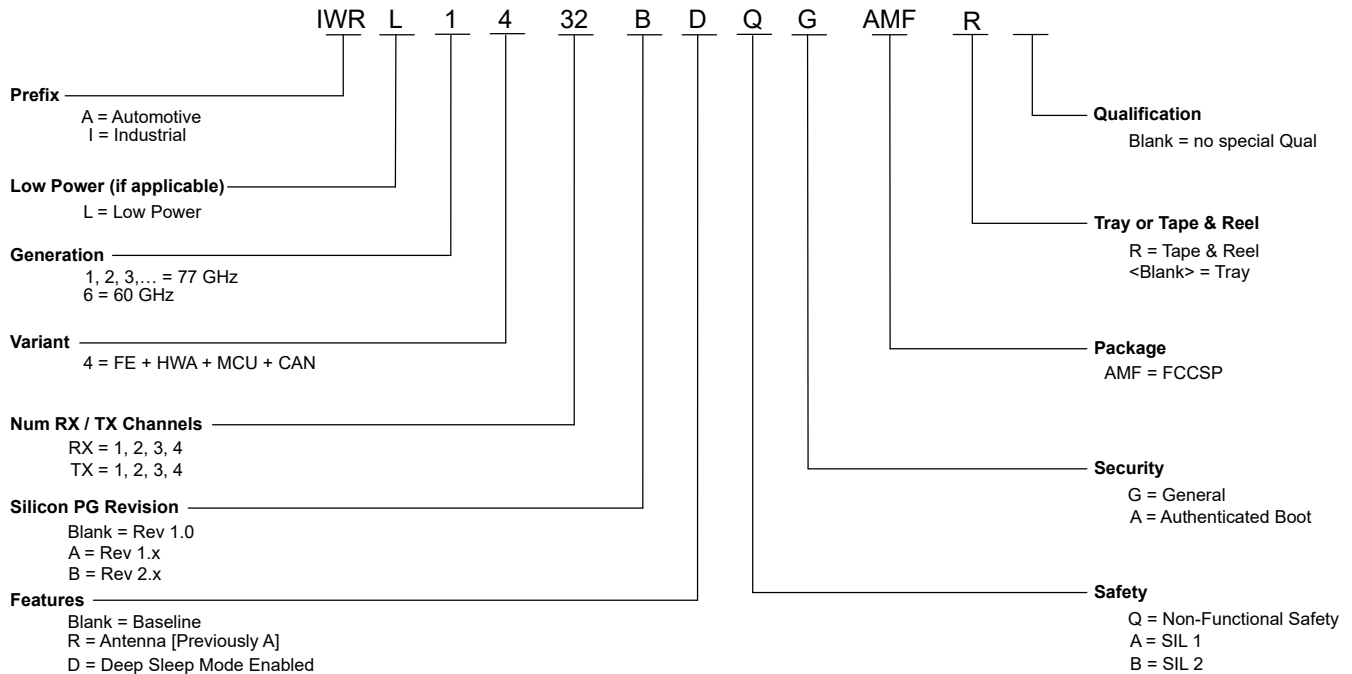 IWR L 1 4 32 B D Q G AMF R
Prefix
A = Automotive
I = Industrial
Low Power (if applicable)
L = Low Power
Generation
1, 2, 3,… = 77 GHz
6 = 60 GHz
Variant
4 = FE + HWA + MCU + CAN
Num RX / TX Channels
RX = 1, 2, 3, 4
TX = 1, 2, 3, 4
Silicon PG Revision
Blank = Rev 1.0
A = Rev 1.x
B = Rev 2.x
Features
Blank = Baseline
R = Antenna [Previously A]
D = Deep Sleep Mode Enabled
Qualification
Blank = no special Qual
Tray or Tape & Reel
R = Tape & Reel
<Blank> = Tray
Package
AMF = FCCSP
Security
G = General
A = Authenticated Boot
Safety
Q = Non-Functional Safety
A = SIL 1
B = SIL 2